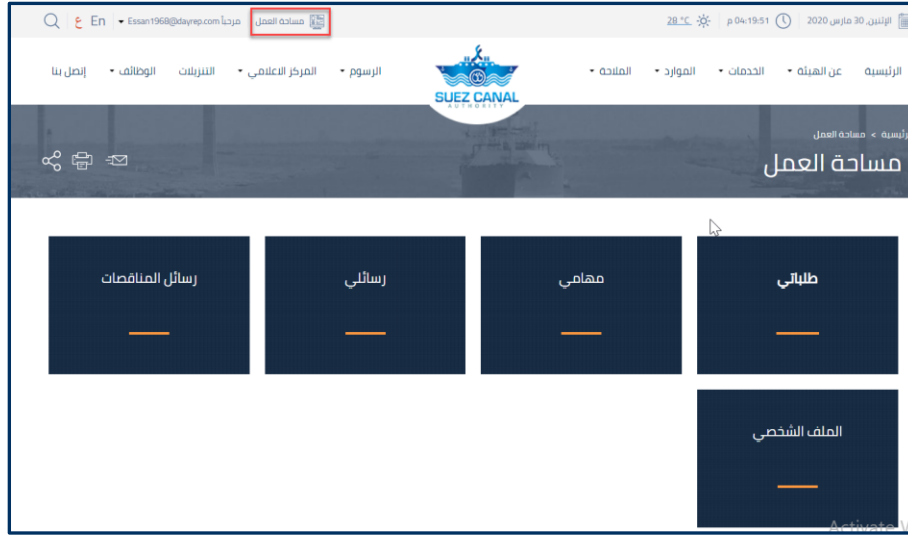 الإثنين, 30 مارس 2020 04:19:51 م 28 °C مساحة العمل مرحباً Essan1968@dayrep.com En ع
الرئيسية عن الهيئة الخدمات الموارد الملاحة SUEZ CANAL AUTHORITY الرسوم المركز الاعلامي التنزيلات الوظائف إتصل بنا
مساحة العمل >
مساحة العمل
طلباتي مهامي رسائلي رسائل المناقصات
الملف الشخصي
Activate